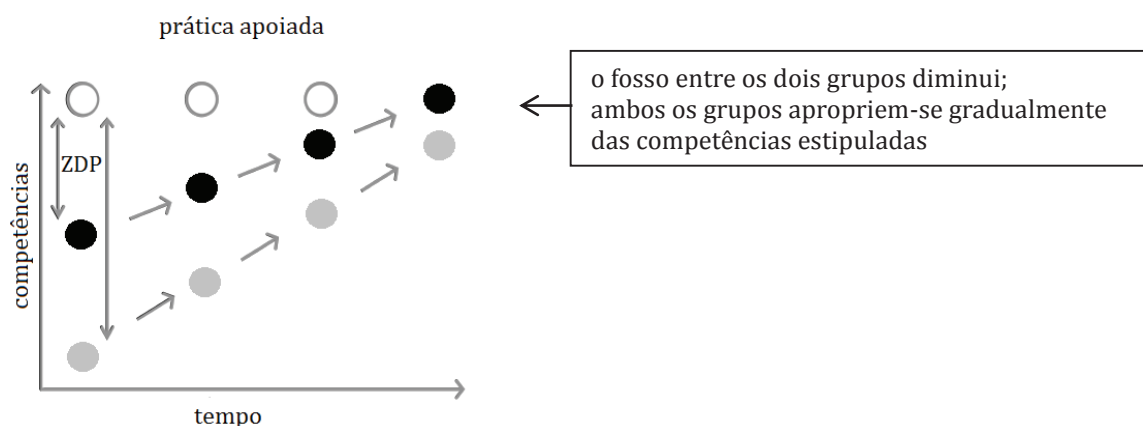 prática apoiada
o fosso entre os dois grupos diminui;
ambos os grupos apropriem-se gradualmente
das competências estipuladas
ZDP
competências
tempo